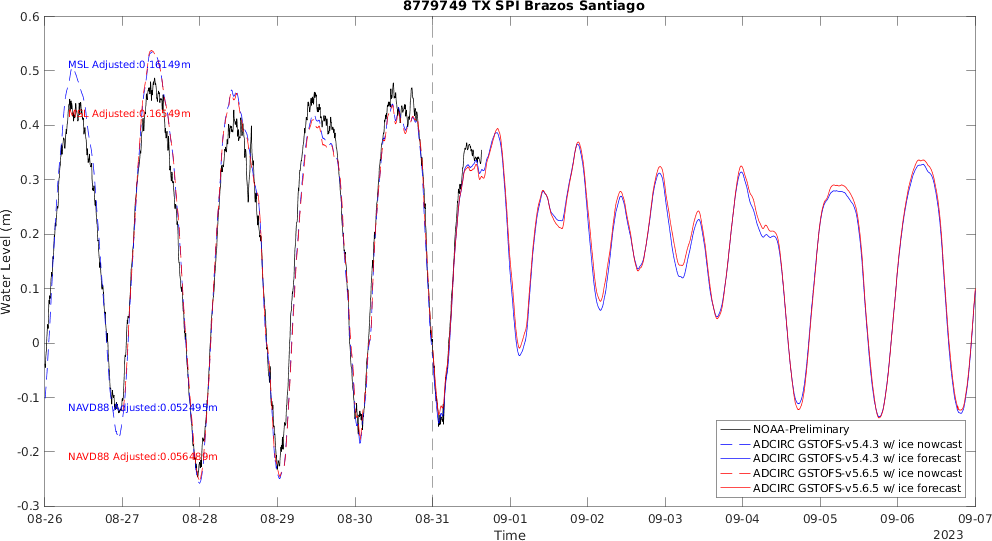 8779749 TX SPI Brazos Santiago
0.6
0.5
0.4
0.3
0.2
0.1
0
-0.1
-0.2
-0.3
Water Level (m)
MSL Adjusted:0.16149m
MSL Adjusted:0.16549m
NAVD88 Adjusted:0.052495m
NAVD88 Adjusted:0.056489m
NOAA-Preliminary
ADCIRC GSTOFS-v5.4.3 w/ ice nowcast
ADCIRC GSTOFS-v5.4.3 w/ ice forecast
ADCIRC GSTOFS-v5.6.5 w/ ice nowcast
ADCIRC GSTOFS-v5.6.5 w/ ice forecast
08-26 08-27 08-28 08-29 08-30 08-31 09-01 09-02 09-03 09-04 09-05 09-06 09-07
Time
2023